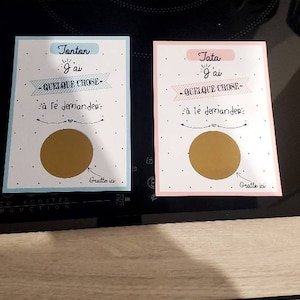 Tonton
J'ai
- QUELQUE CHOSE -
à te demander
Gratte ici
Tata
J'ai
- QUELQUE CHOSE -
à te demander
Gratte ici